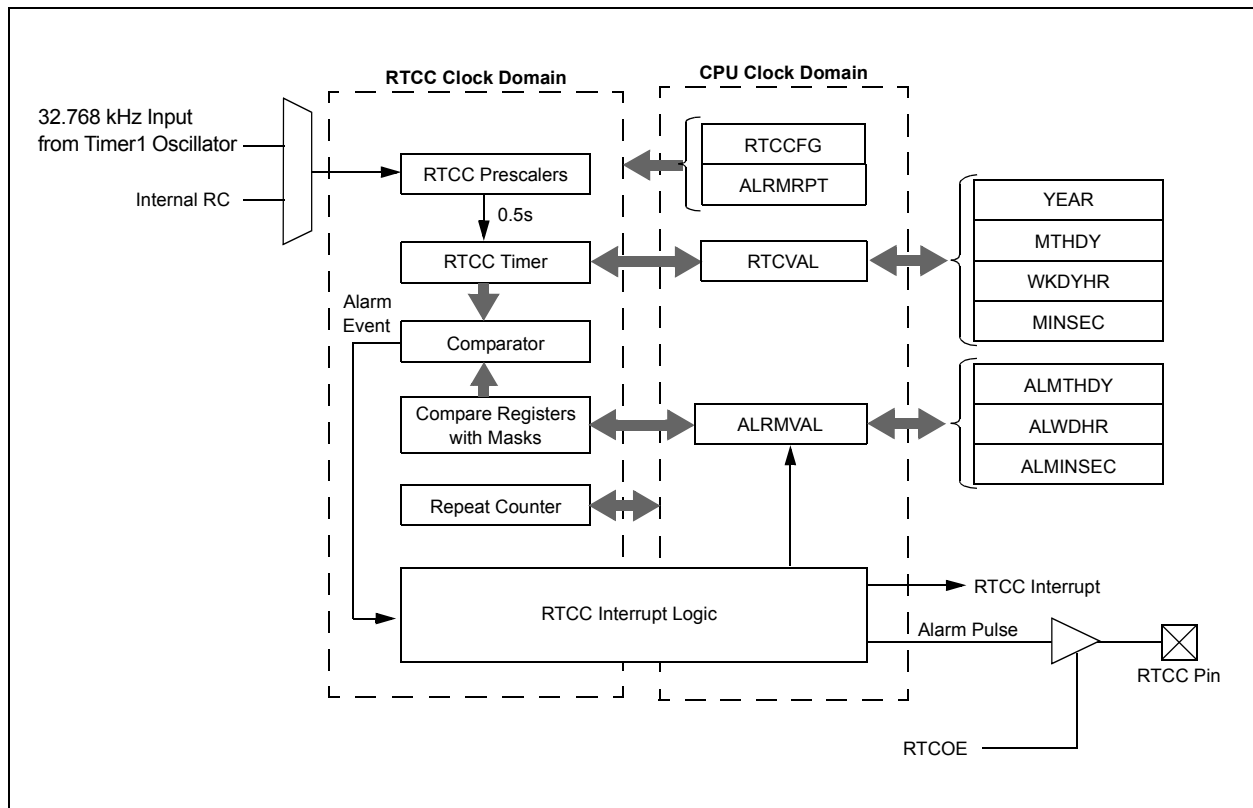 RTCC Clock Domain
CPU Clock Domain
32.768 kHz Input
from Timer1 Oscillator
Internal RC
RTCC Prescalers
0.5s
RTCC Timer
Alarm
Event
Comparator
Compare Registers
with Masks
Repeat Counter
RTCC Interrupt Logic
RTCCFG
ALRMRPT
RTCVAL
ALRMVAL
YEAR
MTHDY
WKDYHR
MINSEC
ALMTHDY
ALWDHR
ALMINSEC
RTCC Interrupt
Alarm Pulse
RTCC Pin
RTCOE